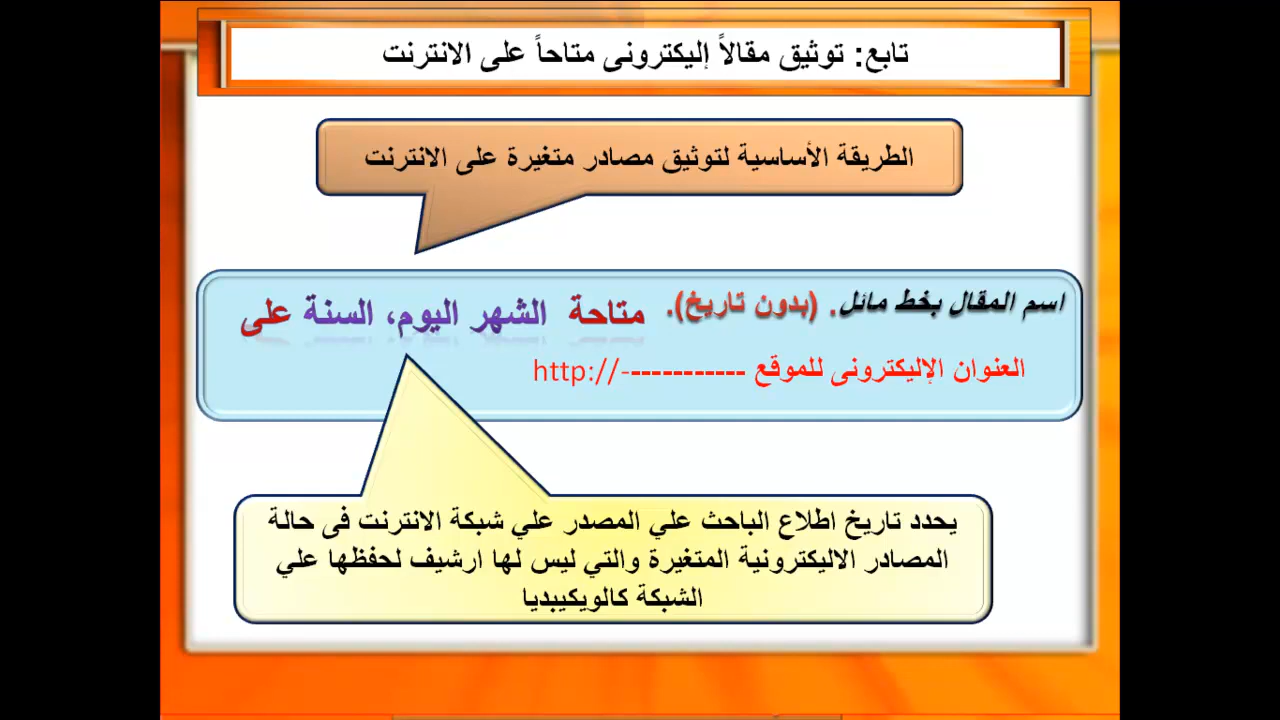 تابع: توثيق مقالاً إليكترونى متاحاً على الانترنت
الطريقة الأساسية لتوثيق مصادر متغيرة على الانترنت
اسم المقال بخط مائل. (بدون تاريخ). متاحة الشهر اليوم، السنة على
العنوان الإليكترونى للموقع -----------http://-
يحدد تاريخ اطلاع الباحث علي المصدر علي شبكة الانترنت فى حالة
المصادر الاليكترونية المتغيرة والتي ليس لها ارشيف لحفظها علي
الشبكة كالويكيبديا